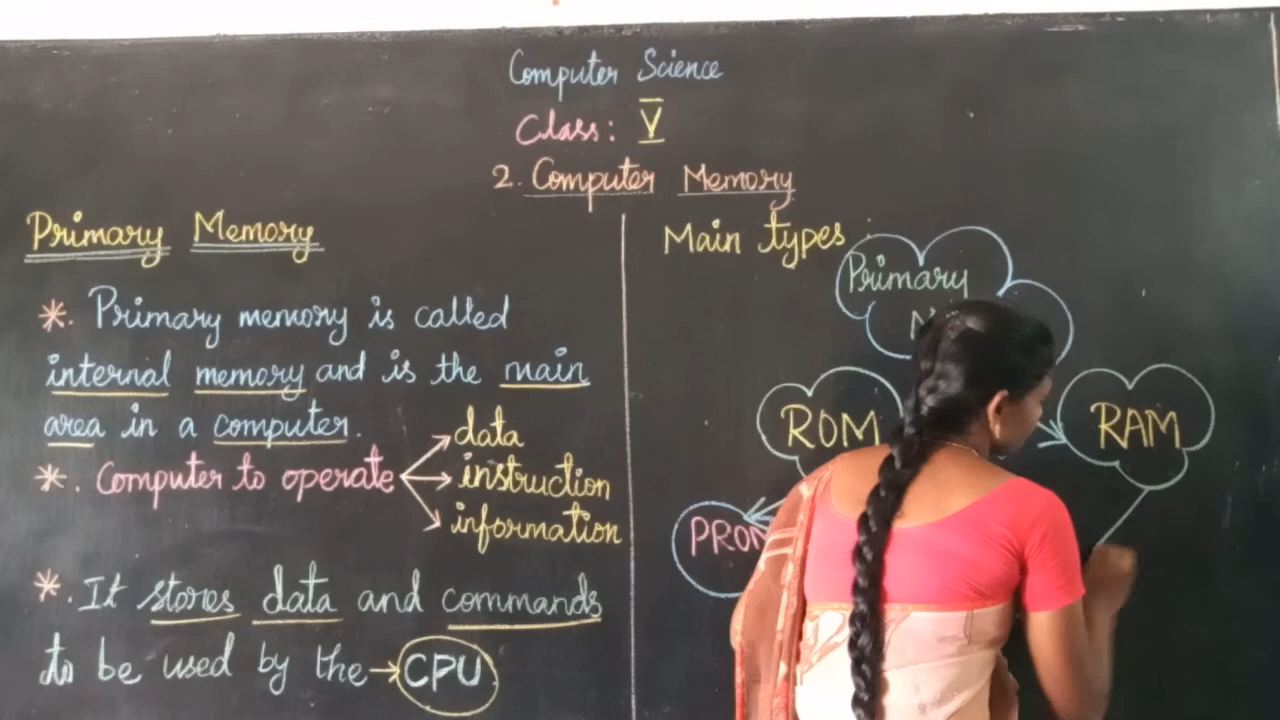 Computer Science
Class: V
2. Computer Memory
Primary Memory
*. Primary memory is called
internal memory and is the main
area in a computer.
*. Computer to operate
data
instruction
information
*. It stores data and commands
to be used by the → CPU
Main types
Primary
ROM
RAM